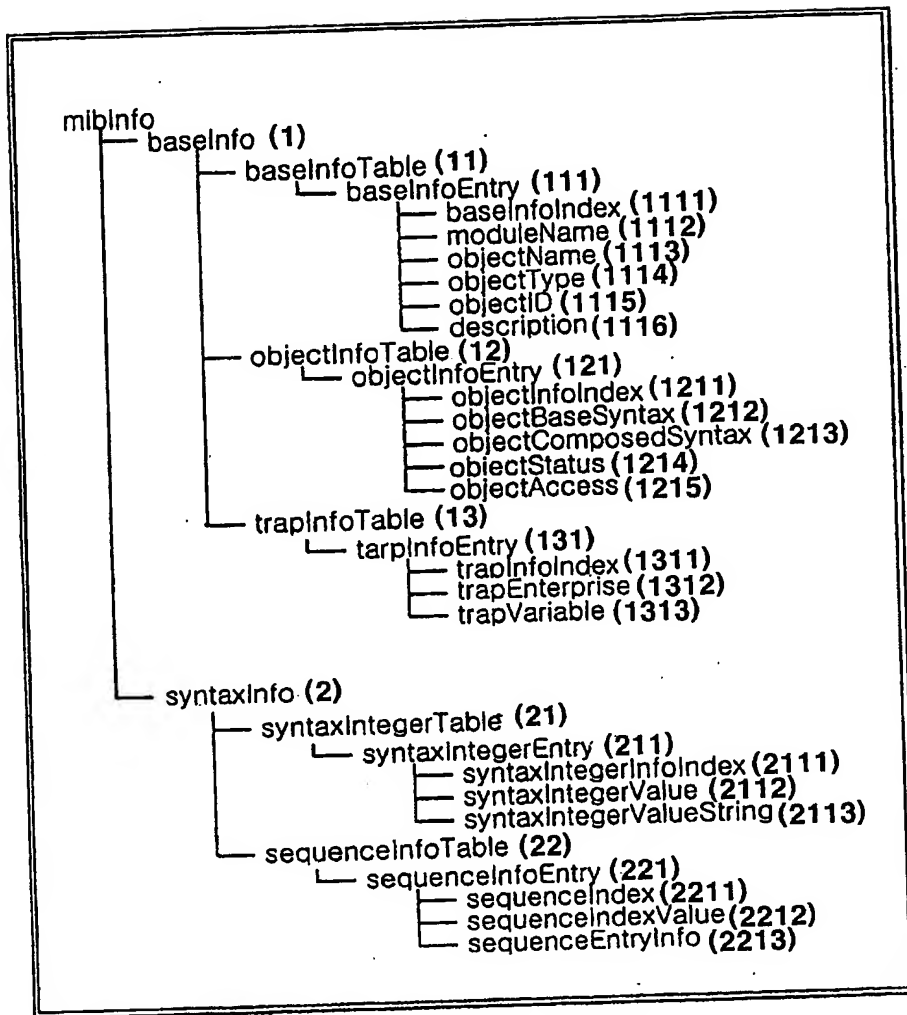 mibInfo
baseInfo (1)
baseInfoTable (11)
baseInfoEntry (111)
baseInfoIndex (1111)
moduleName (1112)
objectName (1113)
objectType (1114)
objectID (1115)
description (1116)
objectInfoTable (12)
objectInfoEntry (121)
objectInfoIndex (1211)
objectBaseSyntax (1212)
objectComposedSyntax (1213)
objectStatus (1214)
objectAccess (1215)
trapInfoTable (13)
tarpInfoEntry (131)
trapInfoIndex (1311)
trapEnterprise (1312)
trapVariable (1313)
syntaxInfo (2)
syntaxIntegerTable (21)
syntaxIntegerEntry (211)
syntaxIntegerInfoIndex (2111)
syntaxIntegerValue (2112)
syntaxIntegerValueString (2113)
sequenceInfoTable (22)
sequenceInfoEntry (221)
sequenceIndex (2211)
sequenceIndexValue (2212)
sequenceEntryInfo (2213)